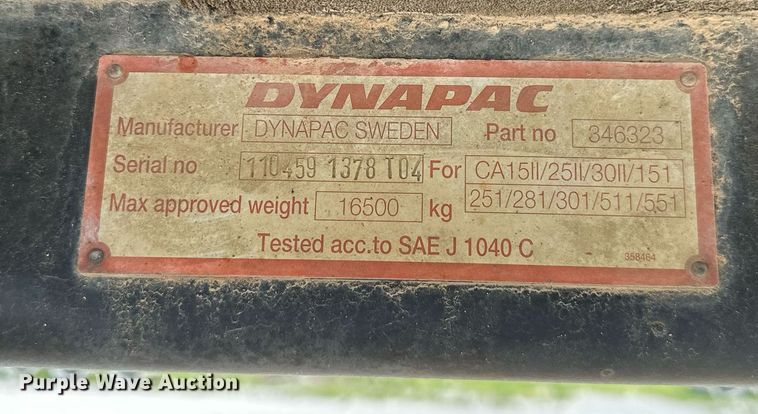 DYNAPAC
Manufacturer DYNAPAC SWEDEN Part no 346323
Serial no 110459 1378 T04 For CA15II/25II/30II/151
251/281/301/511/551
Max approved weight 16500 kg
Tested acc.to SAE J 1040 C
358464
Purple Wave Auction